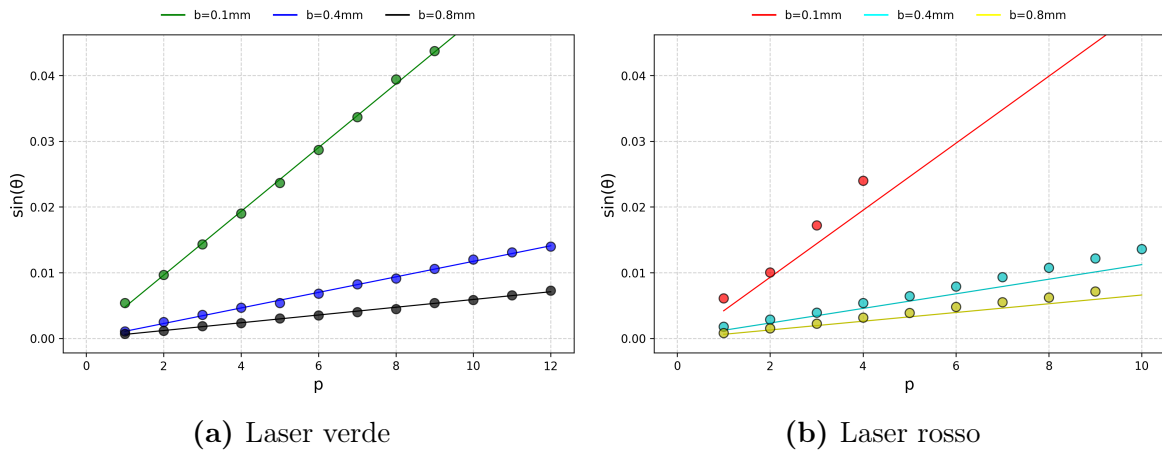 b=0.1mm b=0.4mm b=0.8mm
sin(θ)
0.04
0.03
0.02
0.01
0.00
0 2 4 6 8 10 12
p
(a) Laser verde
b=0.1mm b=0.4mm b=0.8mm
sin(θ)
0.04
0.03
0.02
0.01
0.00
0 2 4 6 8 10
p
(b) Laser rosso